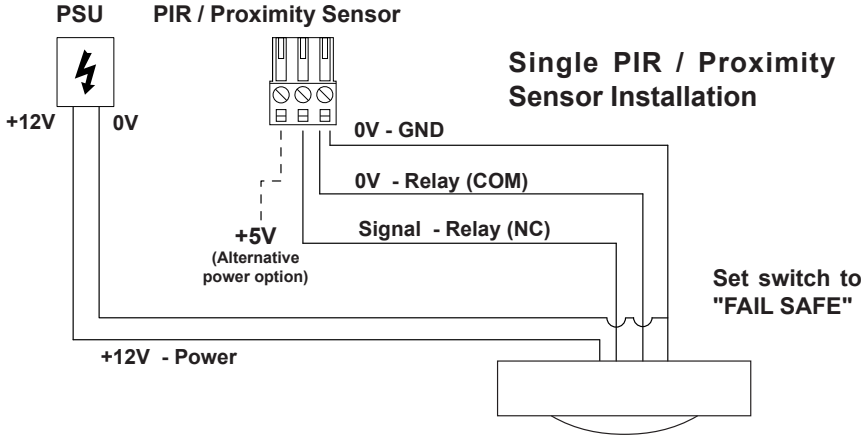 PSU
PIR / Proximity Sensor
Single PIR / Proximity
Sensor Installation
+12V
0V
0V - GND
0V - Relay (COM)
Signal - Relay (NC)
+5V
(Alternative
power option)
Set switch to
"FAIL SAFE"
+12V - Power